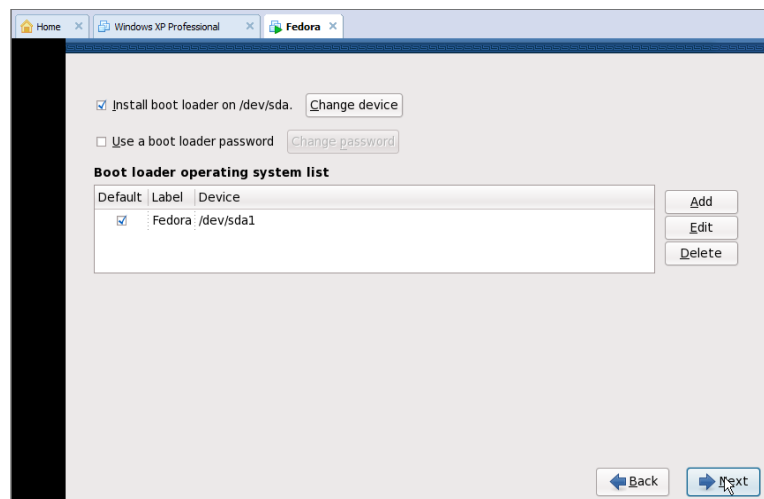 Home Windows XP Professional Fedora
Install boot loader on /dev/sda. Change device
Use a boot loader password Change password
Boot loader operating system list
Default Label Device
Fedora /dev/sda1
Add
Edit
Delete
Back Next